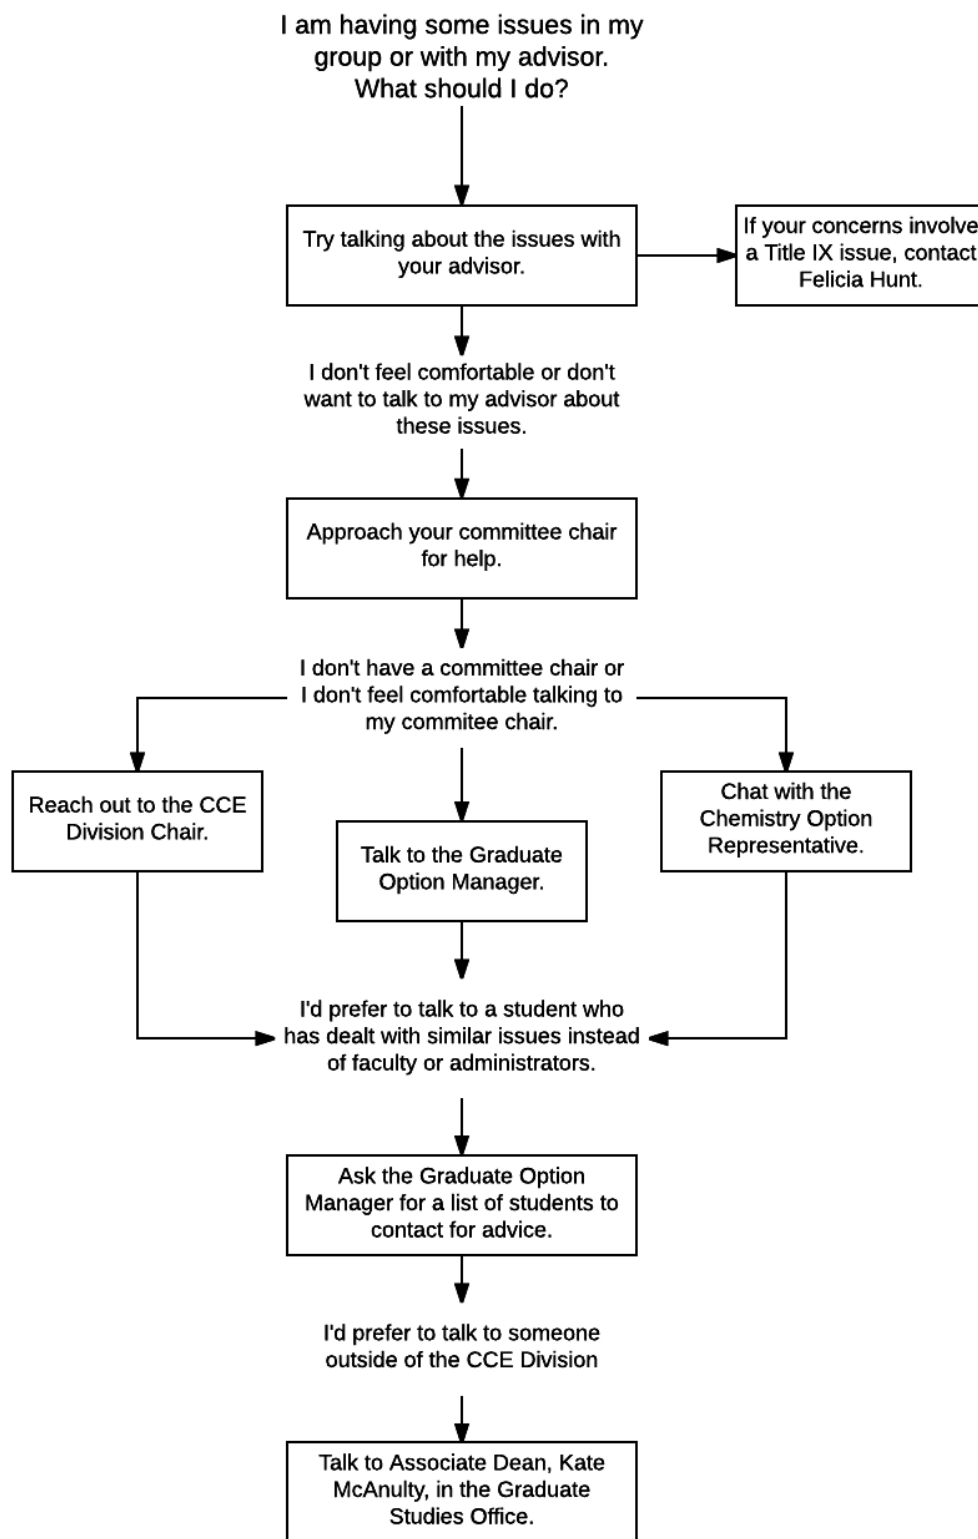 I am having some issues in my
group or with my advisor.
What should I do?
Try talking about the issues with
your advisor.
If your concerns involve
a Title IX issue, contact
Felicia Hunt.
I don't feel comfortable or don't
want to talk to my advisor about
these issues.
Approach your committee chair
for help.
I don't have a committee chair or
I don't feel comfortable talking to
my commitee chair.
Reach out to the CCE
Division Chair.
Talk to the Graduate
Option Manager.
Chat with the
Chemistry Option
Representative.
I'd prefer to talk to a student who
has dealt with similar issues instead
of faculty or administrators.
Ask the Graduate Option
Manager for a list of students to
contact for advice.
I'd prefer to talk to someone
outside of the CCE Division
Talk to Associate Dean, Kate
McAnulty, in the Graduate
Studies Office.